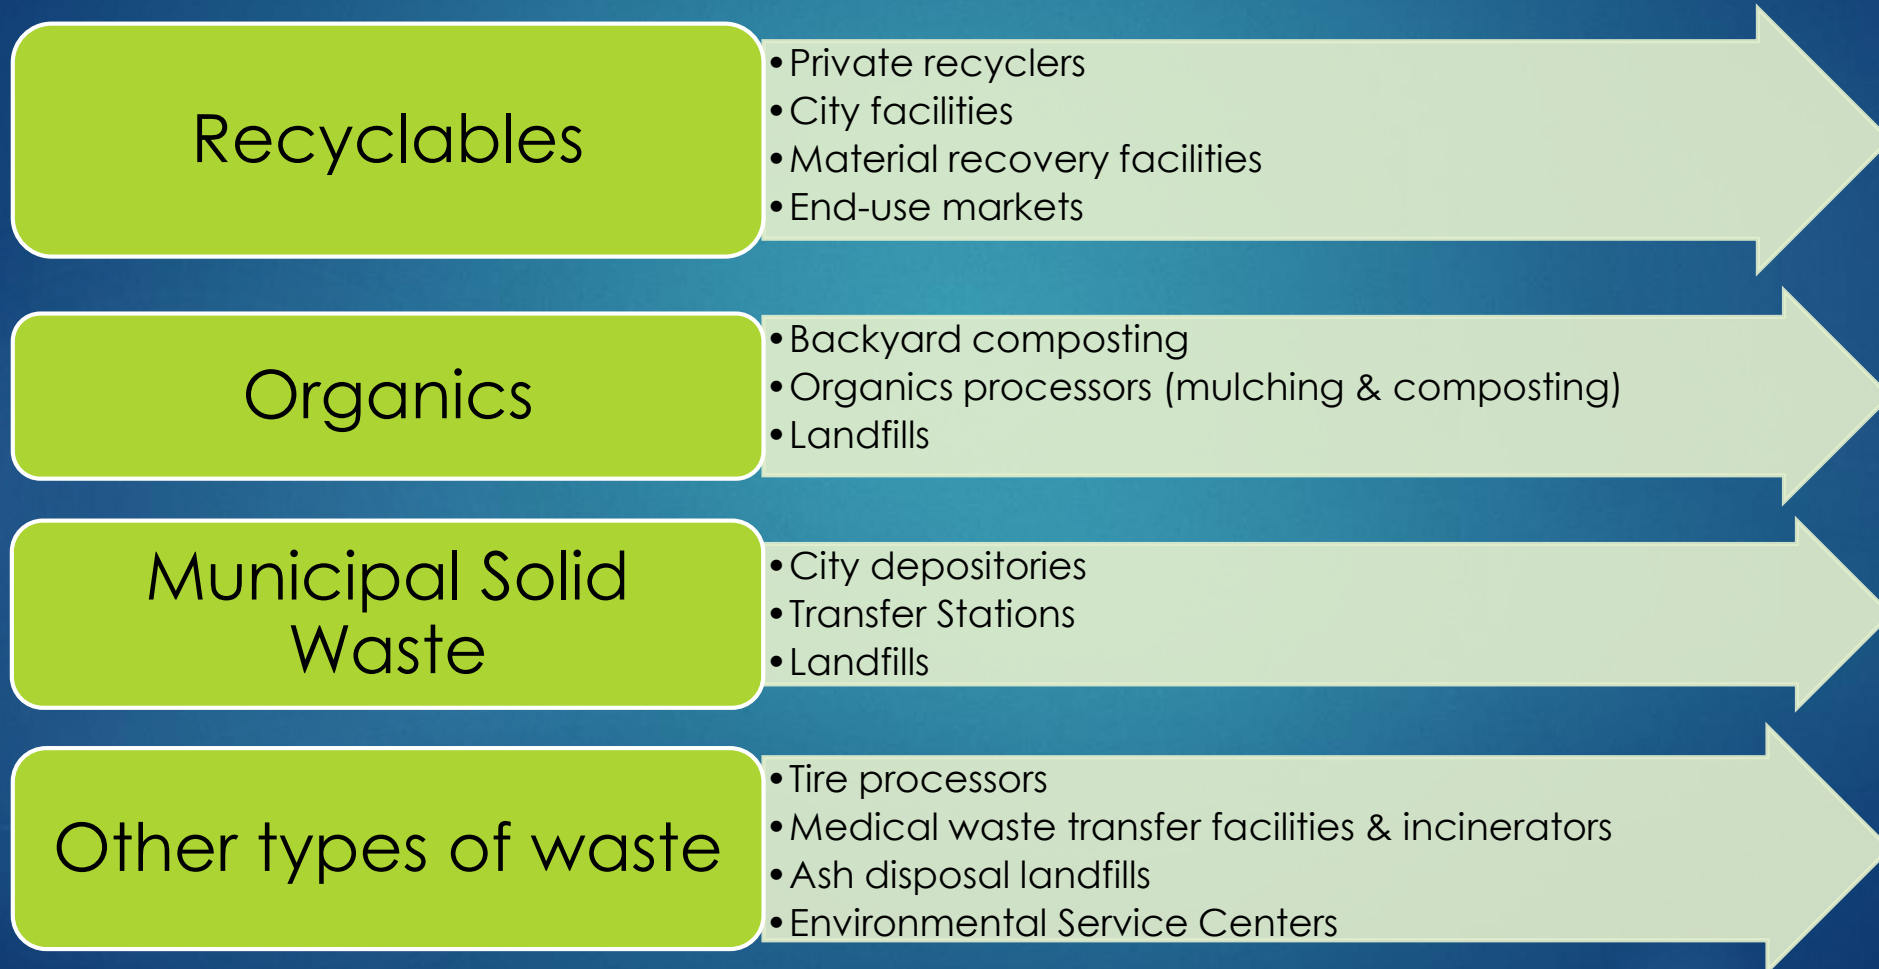 Recyclables
•Private recyclers
•City facilities
•Material recovery facilities
•End-use markets
Organics
•Backyard composting
•Organics processors (mulching & composting)
•Landfills
Municipal Solid
Waste
•City depositories
•Transfer Stations
•Landfills
Other types of waste
•Tire processors
•Medical waste transfer facilities & incinerators
•Ash disposal landfills
•Environmental Service Centers